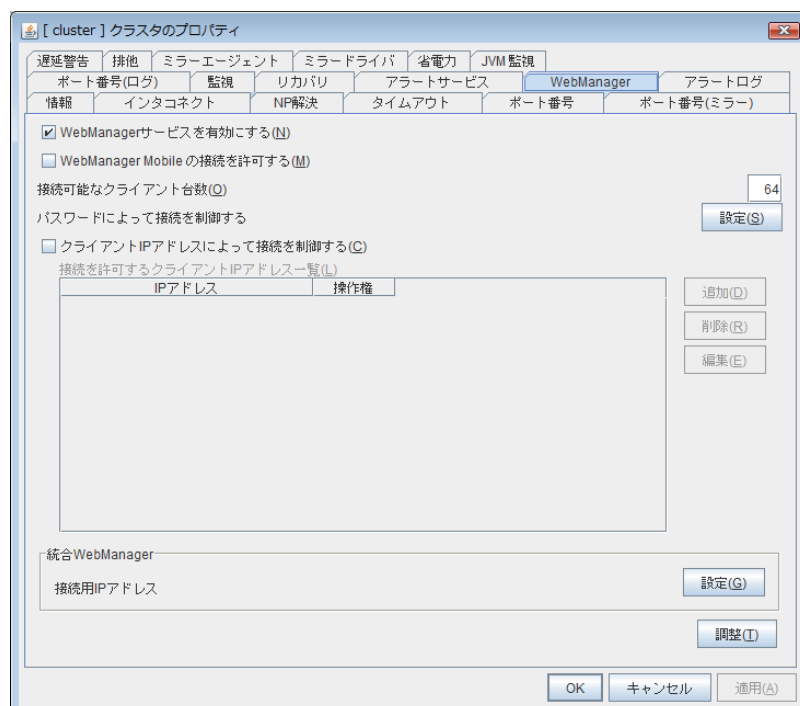 [ cluster ] クラスタのプロパティ
遅延警告 排他 ミラーエージェント ミラードライバ 省電力 JVM 監視
ポート番号(ログ) 監視 リカバリ アラートサービス WebManager アラートログ
情報 インタコネクト NP解決 タイムアウト ポート番号 ポート番号(ミラー)
WebManagerサービスを有効にする(N)
WebManager Mobile の接続を許可する(M)
接続可能なクライアント台数(O) 64
パスワードによって接続を制御する 設定(S)
クライアントIPアドレスによって接続を制御する(C)
接続を許可するクライアントIPアドレス一覧(L)
IPアドレス 操作権 追加(D)
削除(R)
編集(E)
統合WebManager
接続用IPアドレス 設定(G)
調整(T)
OK キャンセル 適用(A)